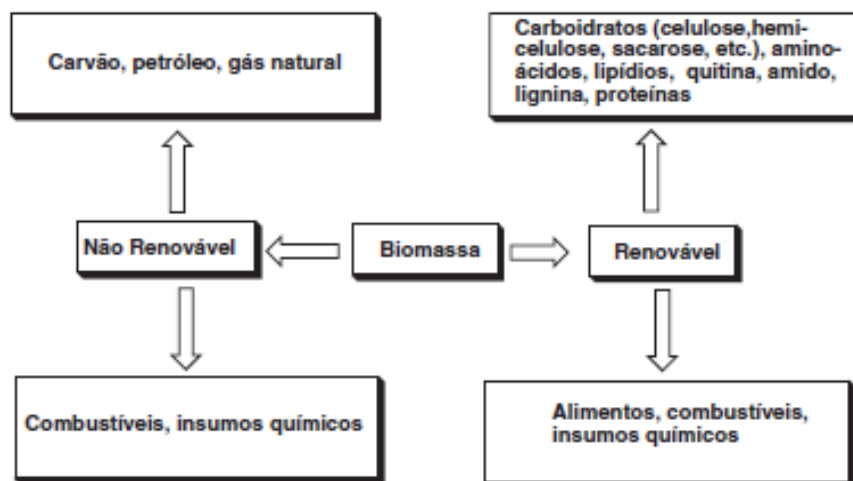 Carvão, petróleo, gás natural
Carboidratos (celulose,hemi-
celulose, sacarose, etc.), amino-
ácidos, lipídios, quitina, amido,
lignina, proteínas
Não Renovável
Biomassa
Renovável
Combustíveis, insumos químicos
Alimentos, combustíveis,
insumos químicos